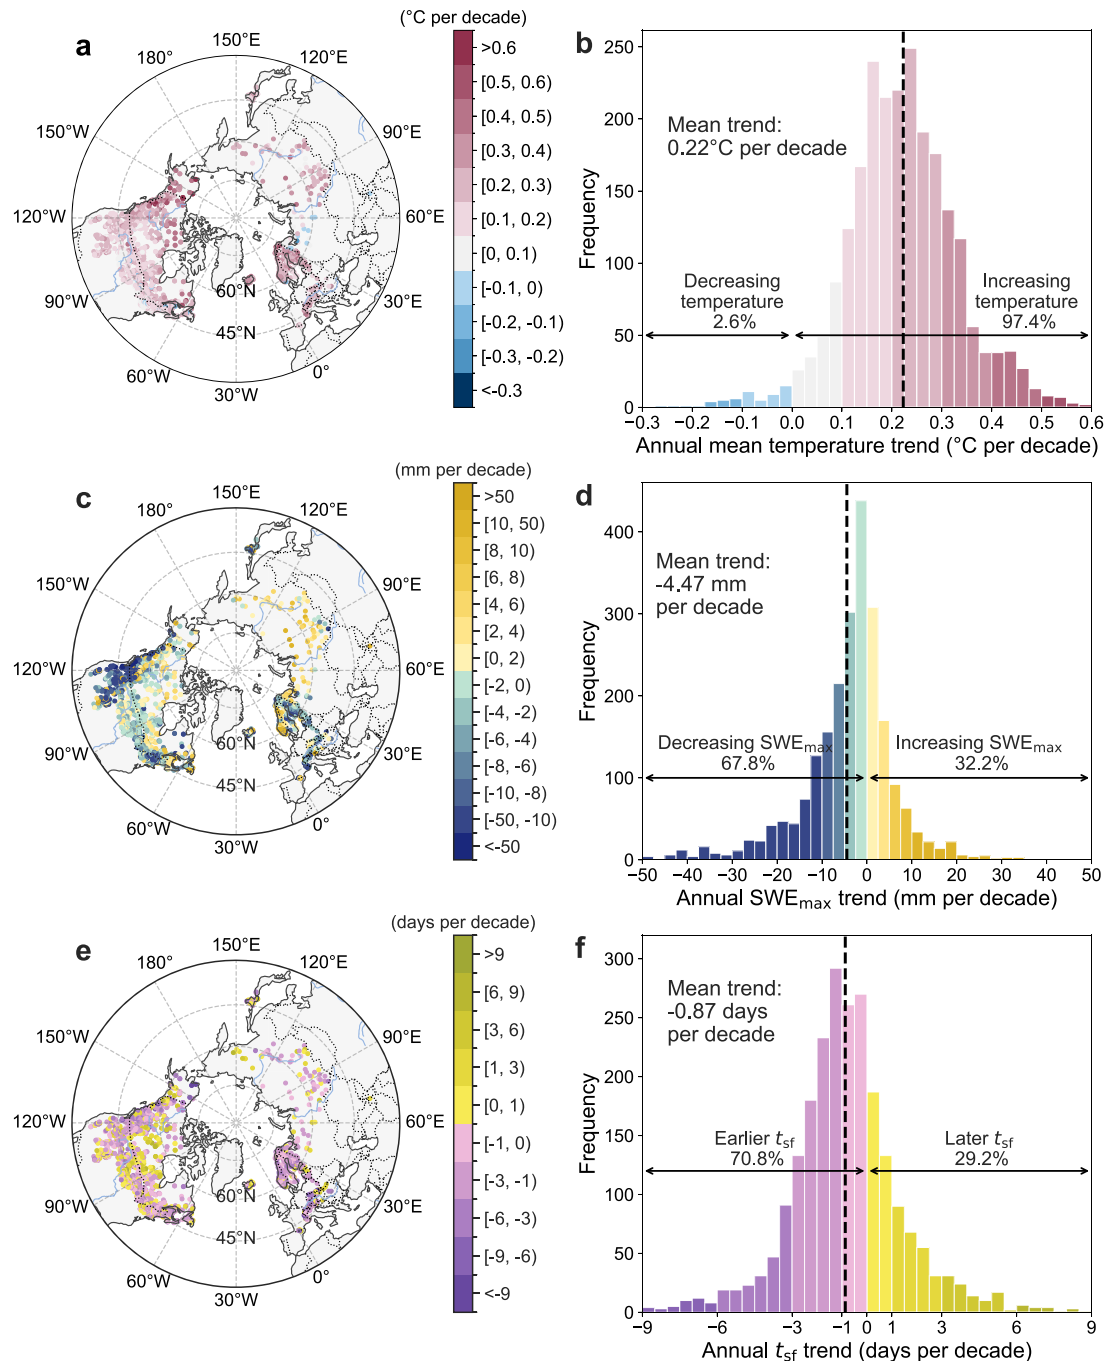 (°C per decade)
a
150°E
120°E
180°
150°W
90°E
120°W
60°E
90°W
60°N
30°E
45°N
60°W
0°
30°W
>0.6
[0.5, 0.6)
[0.4, 0.5)
[0.3, 0.4)
[0.2, 0.3)
[0.1, 0.2)
[0, 0.1)
[-0.1, 0)
[-0.2, -0.1)
[-0.3, -0.2)
<-0.3
b
Mean trend:
0.22°C per decade
Decreasing
temperature
2.6%
Increasing
temperature
97.4%
Frequency
250
200
150
100
50
0
−0.3 −0.2 −0.1 0.0 0.1 0.2 0.3 0.4 0.5 0.6
Annual mean temperature trend (°C per decade)
(mm per decade)
c
150°E
120°E
180°
150°W
90°E
120°W
60°E
90°W
60°N
30°E
45°N
60°W
0°
30°W
>50
[10, 50)
[8, 10)
[6, 8)
[4, 6)
[2, 4)
[0, 2)
[-2, 0)
[-4, -2)
[-6, -4)
[-8, -6)
[-10, -8)
[-50, -10)
<-50
d
Mean trend:
-4.47 mm
per decade
Decreasing SWEmax
67.8%
Increasing SWEmax
32.2%
Frequency
400
300
200
100
0
−50 −40 −30 −20 −10 0 10 20 30 40 50
Annual SWEmax trend (mm per decade)
(days per decade)
e
150°E
120°E
180°
150°W
90°E
120°W
60°E
90°W
60°N
30°E
45°N
60°W
0°
30°W
>9
[6, 9)
[3, 6)
[1, 3)
[0, 1)
[-1, 0)
[-3, -1)
[-6, -3)
[-9, -6)
<-9
f
Mean trend:
-0.87 days
per decade
Earlier tsf
70.8%
Later tsf
29.2%
Frequency
300
250
200
150
100
50
0
−9 −6 −3 −1 0 1 3 6 9
Annual tsf trend (days per decade)